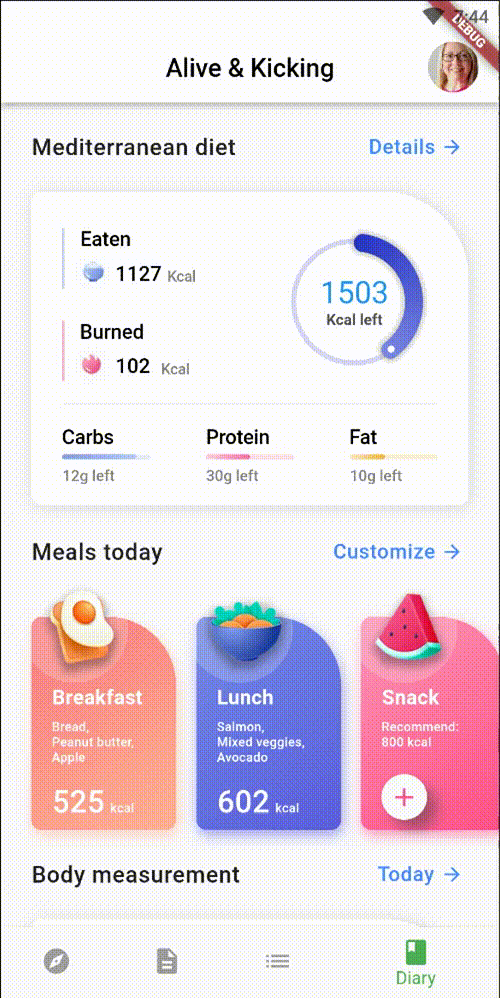 7:44
DEBUG
Alive & Kicking
Mediterranean diet
Details →
Eaten
1127 Kcal
Burned
102 Kcal
1503
Kcal left
Carbs
12g left
Protein
30g left
Fat
10g left
Meals today
Customize →
Breakfast
Bread,
Peanut butter,
Apple
525 kcal
Lunch
Salmon,
Mixed veggies,
Avocado
602 kcal
Snack
Recommend:
800 kcal
+
Body measurement
Today →
Diary